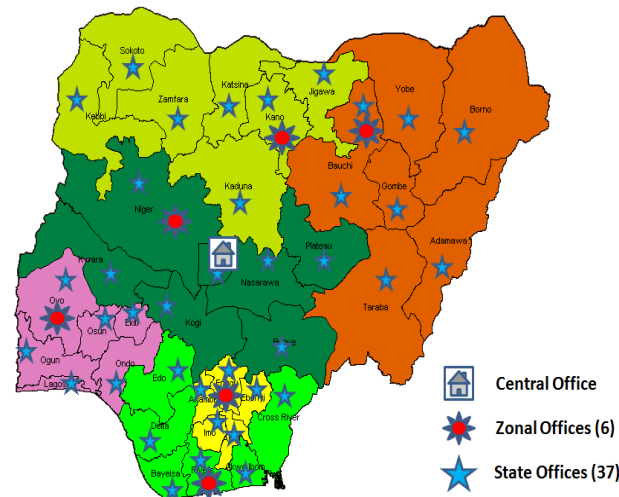 Sokoto
Katsina
Jigawa
Yobe
Zamfara
Kebbi
Kano
Borno
Bauchi
Kaduna
Gombe
Niger
Plateau
Adamawa
Kwara
Nasarawa
Taraba
Oyo
Kogi
Osun
Ekiti
Benue
Ogun
Ondo
Edo
Enugu
Lagos
Ebonyi
Cross River
Delta
Imo
Bayelsa
Rivers
Akwa Ibom
Central Office
Zonal Offices (6)
State Offices (37)